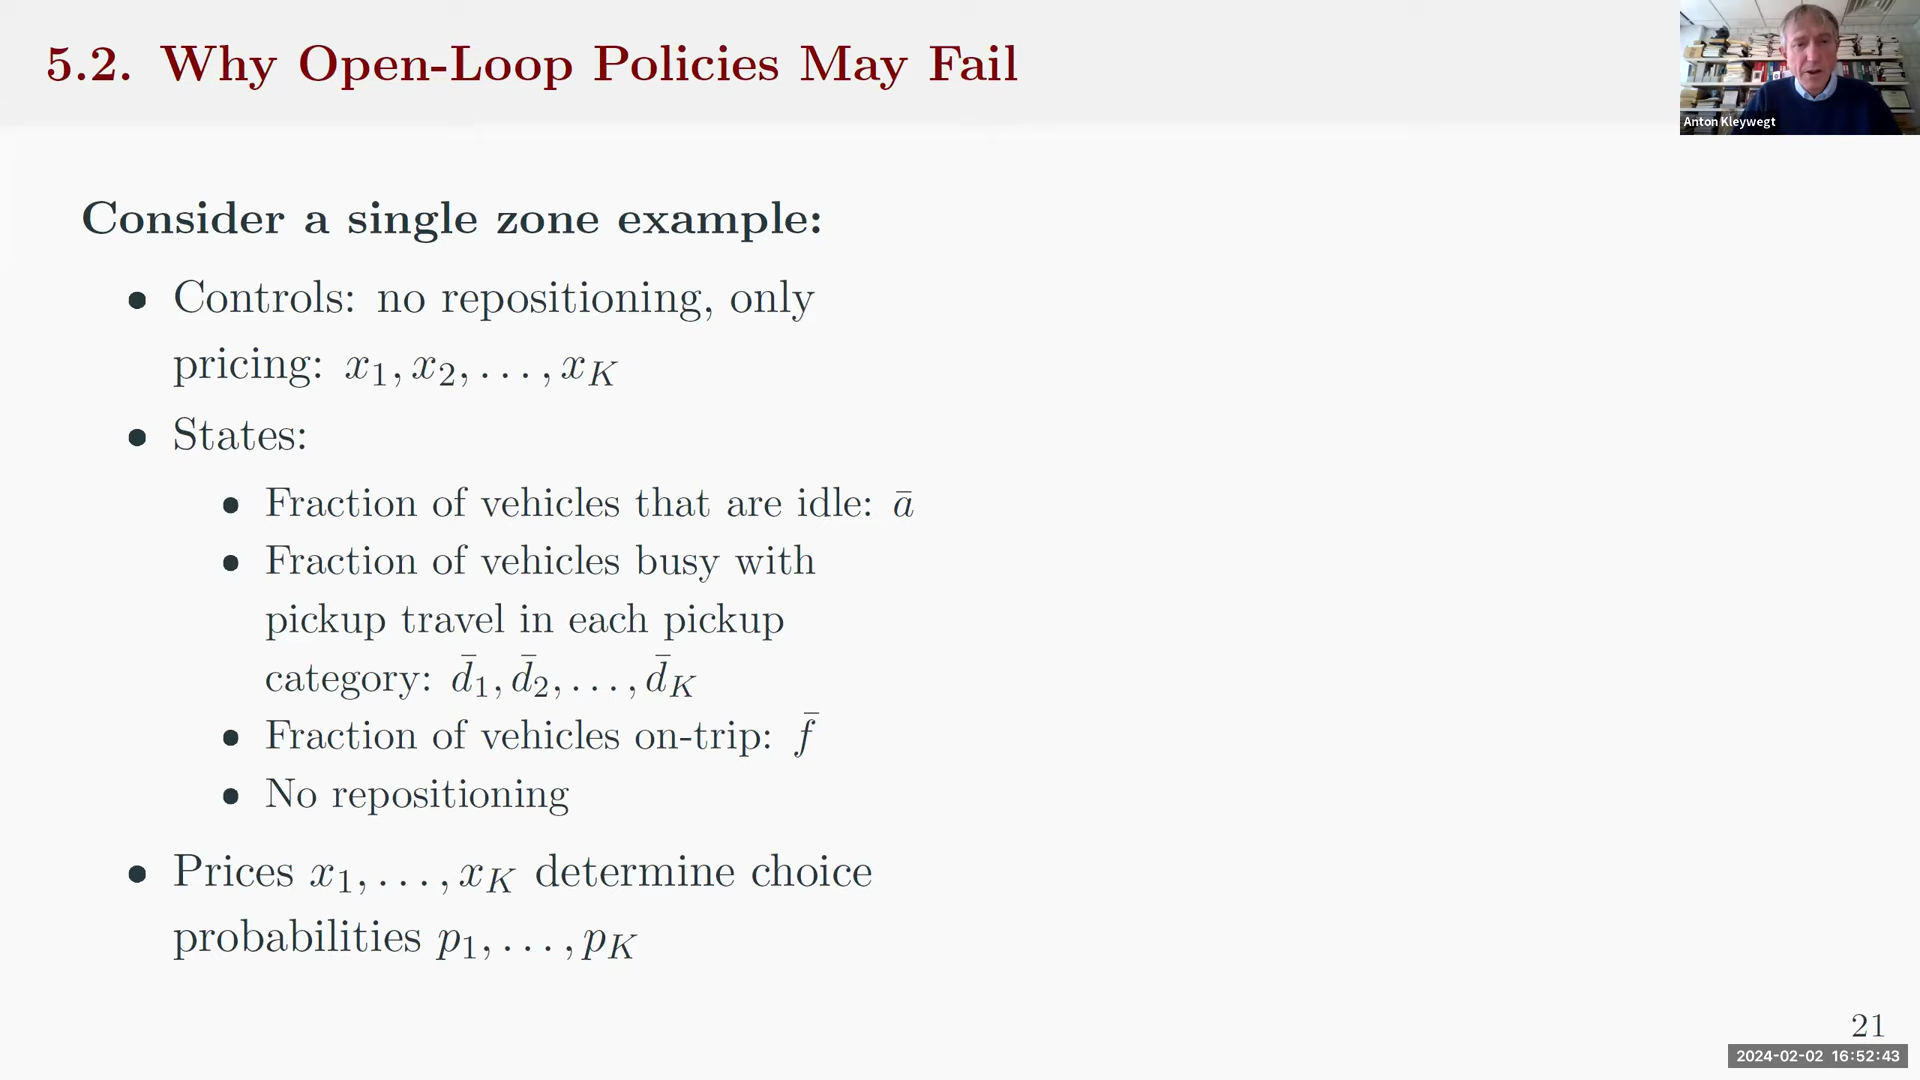 5.2. Why Open-Loop Policies May Fail
Anton Kleywegt
Consider a single zone example:
• Controls: no repositioning, only
pricing: x₁, x₂, . . . , x_K
• States:
• Fraction of vehicles that are idle: ā
• Fraction of vehicles busy with
pickup travel in each pickup
category: d̄₁, d̄₂, . . . , d̄_K
• Fraction of vehicles on-trip: f̄
• No repositioning
• Prices x₁, . . . , x_K determine choice
probabilities p₁, . . . , p_K
21
2024-02-02 16:52:43